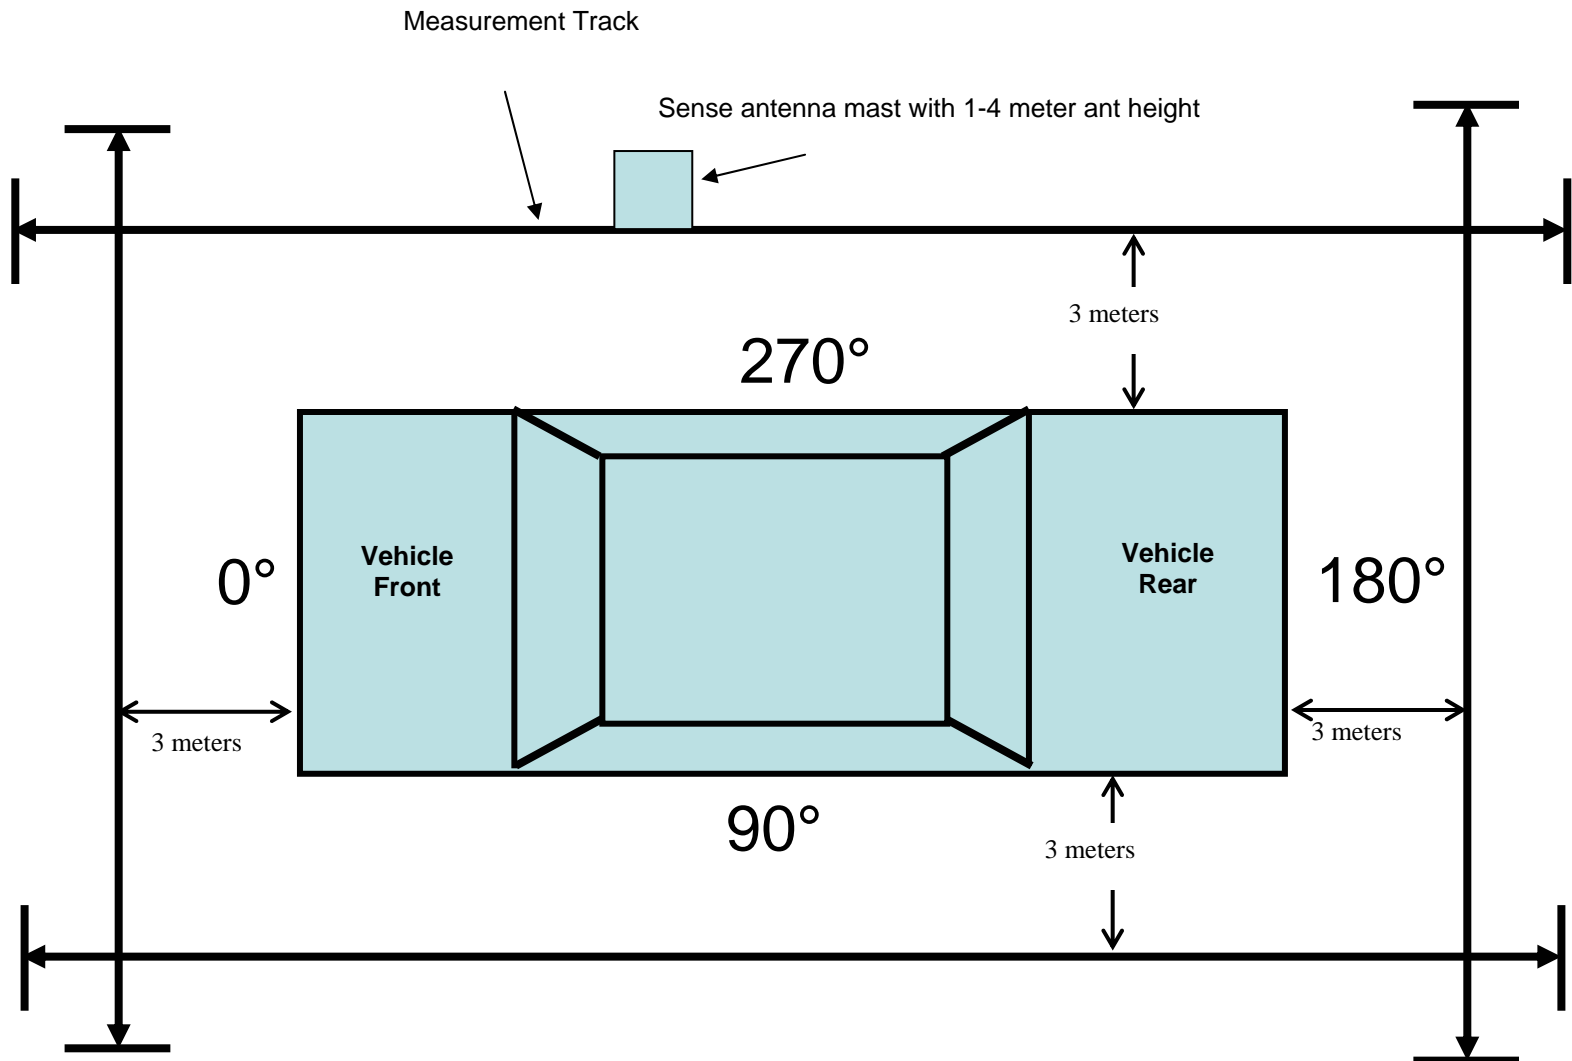 Measurement Track
Sense antenna mast with 1-4 meter ant height
3 meters
270°
Vehicle
Front
Vehicle
Rear
0°
180°
3 meters
3 meters
90°
3 meters